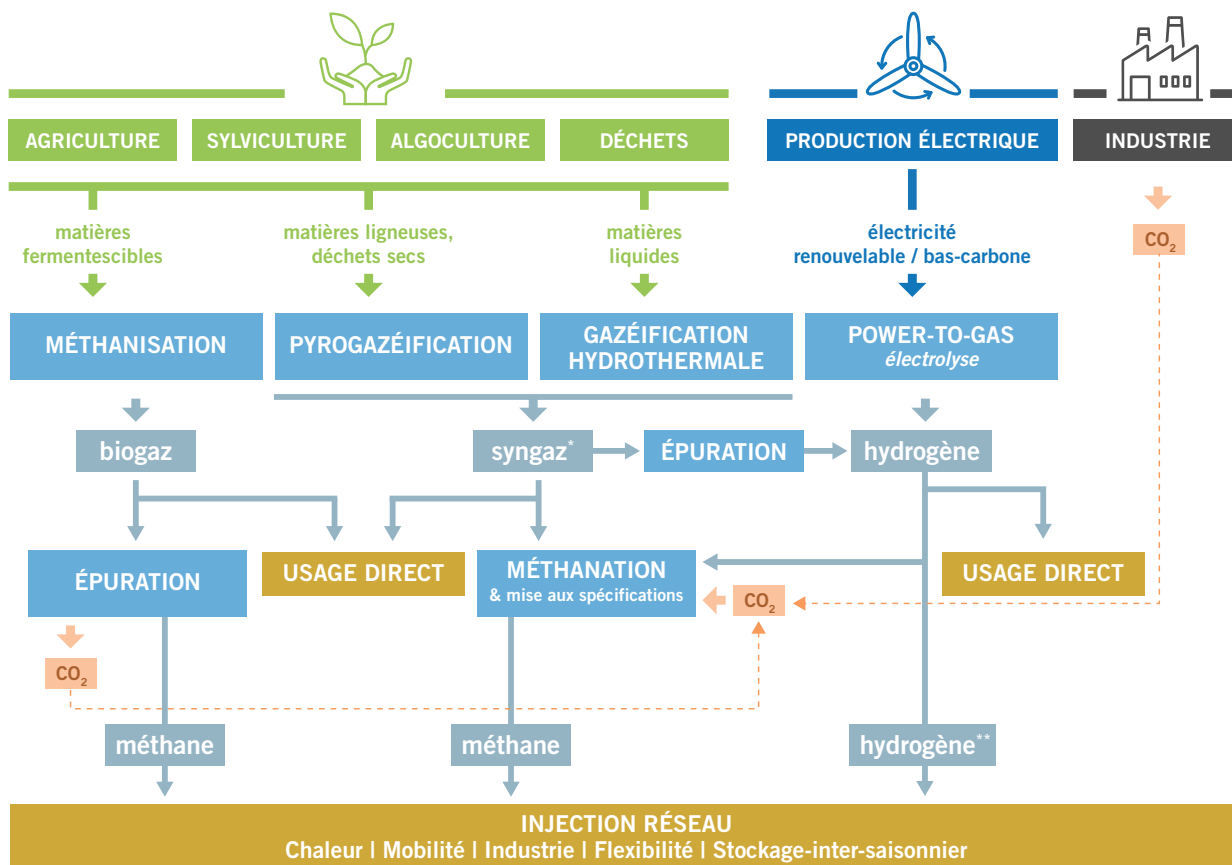 AGRICULTURE
SYLVICULTURE
ALGOCULTURE
DÉCHETS
PRODUCTION ÉLECTRIQUE
INDUSTRIE
matières
fermentescibles
matières ligneuses,
déchets secs
matières
liquides
électricité
renouvelable / bas-carbone
CO₂
MÉTHANISATION
PYROGAZÉIFICATION
GAZÉIFICATION
HYDROTHERMALE
POWER-TO-GAS
électrolyse
biogaz
syngaz*
ÉPURATION
hydrogène
ÉPURATION
USAGE DIRECT
MÉTHANATION
& mise aux spécifications
CO₂
USAGE DIRECT
CO₂
méthane
méthane
hydrogène**
INJECTION RÉSEAU
Chaleur | Mobilité | Industrie | Flexibilité | Stockage-inter-saisonnier